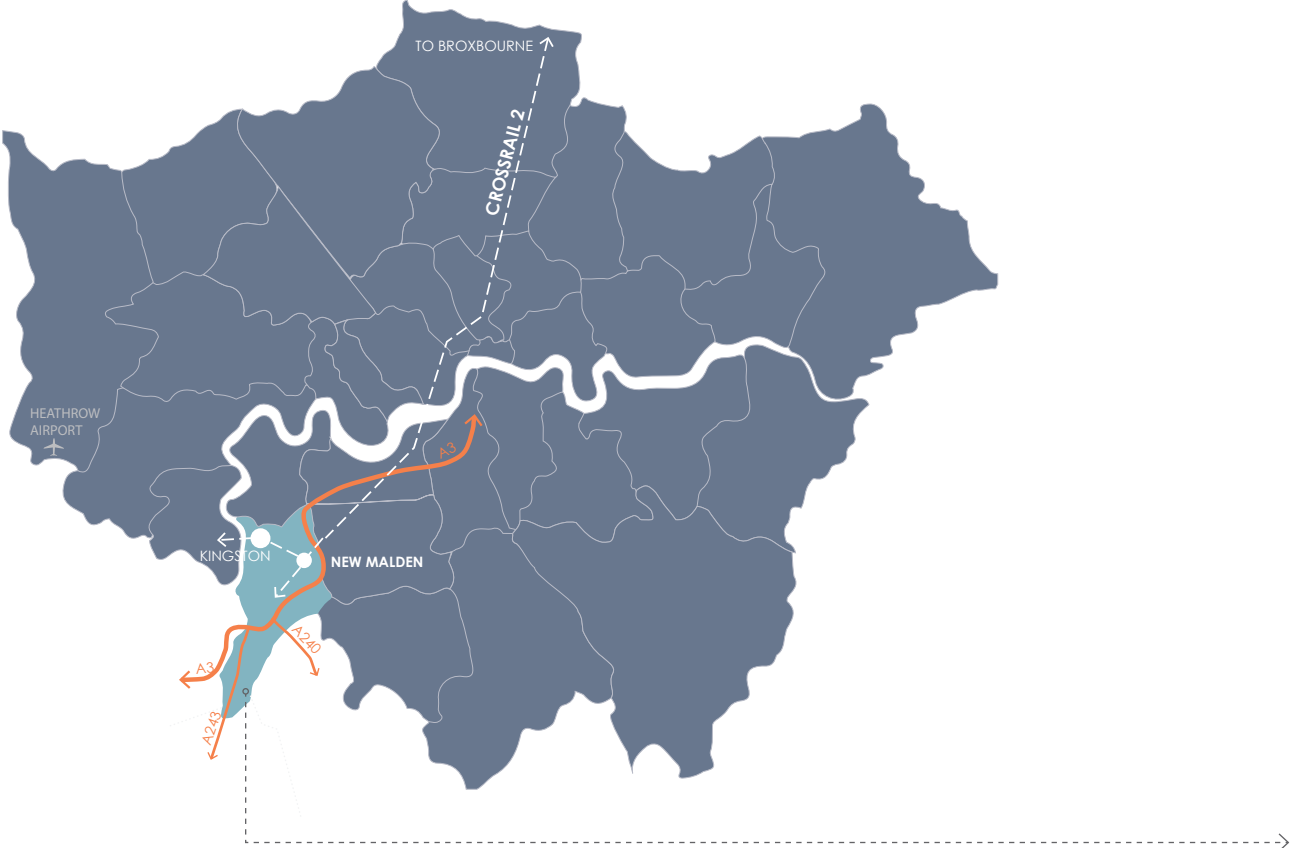 TO BROXBOURNE
CROSSRAIL 2
HEATHROW
AIRPORT
A3
KINGSTON
NEW MALDEN
A240
A3
A243